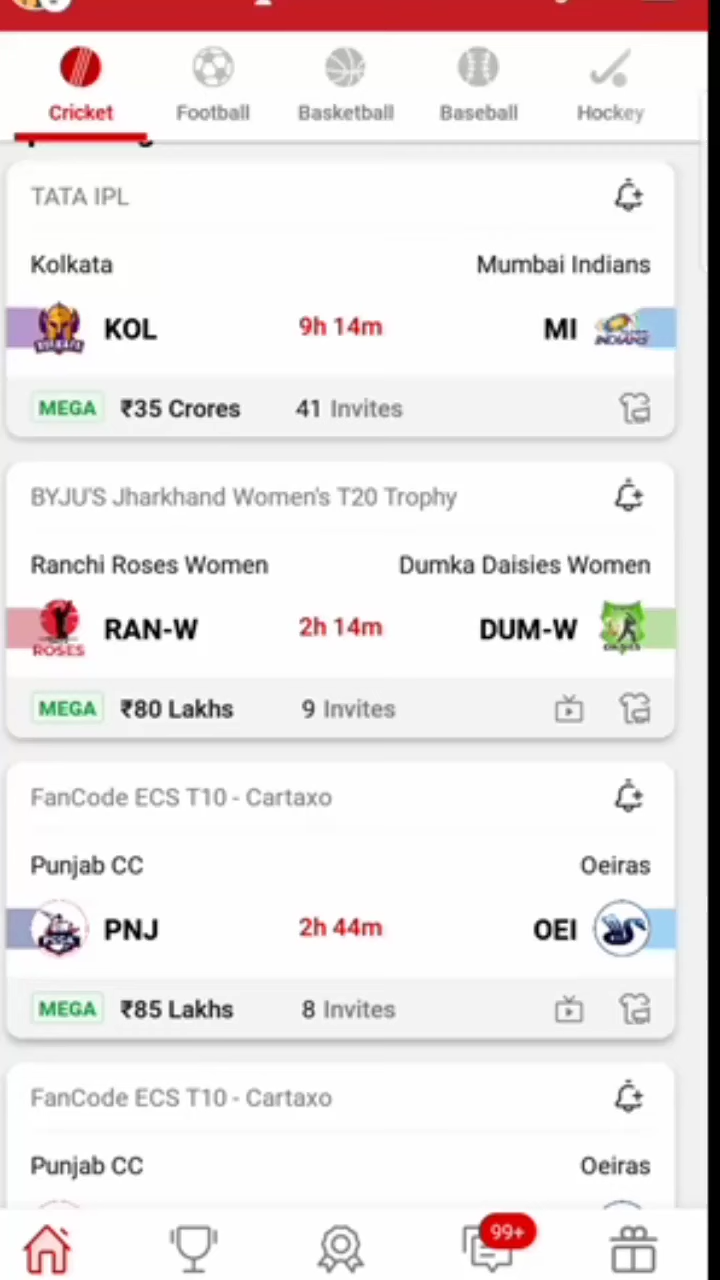 Cricket Football Basketball Baseball Hockey
TATA IPL
Kolkata Mumbai Indians
KOL 9h 14m MI
MEGA ₹35 Crores 41 Invites
BYJU'S Jharkhand Women's T20 Trophy
Ranchi Roses Women Dumka Daisies Women
ROSES RAN-W 2h 14m DUM-W
MEGA ₹80 Lakhs 9 Invites
FanCode ECS T10 - Cartaxo
Punjab CC Oeiras
PNJ 2h 44m OEI
MEGA ₹85 Lakhs 8 Invites
FanCode ECS T10 - Cartaxo
Punjab CC Oeiras
99+